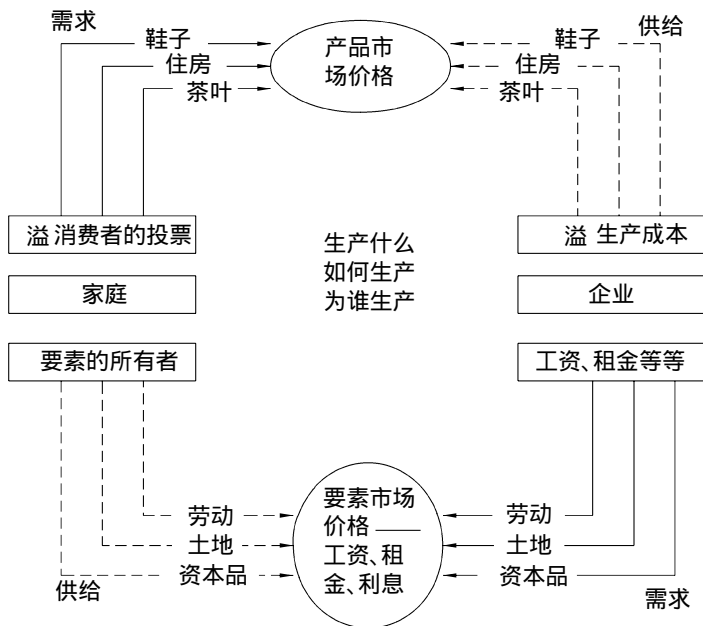 需求
鞋子
住房
茶叶
产品市
场价格
鞋子
住房
茶叶
供给
溢 消费者的投票
家庭
要素的所有者
生产什么
如何生产
为谁生产
溢 生产成本
企业
工资、租金等等
劳动
土地
资本品
供给
要素市场
价格 ——
工资、租
金、利息
劳动
土地
资本品
需求